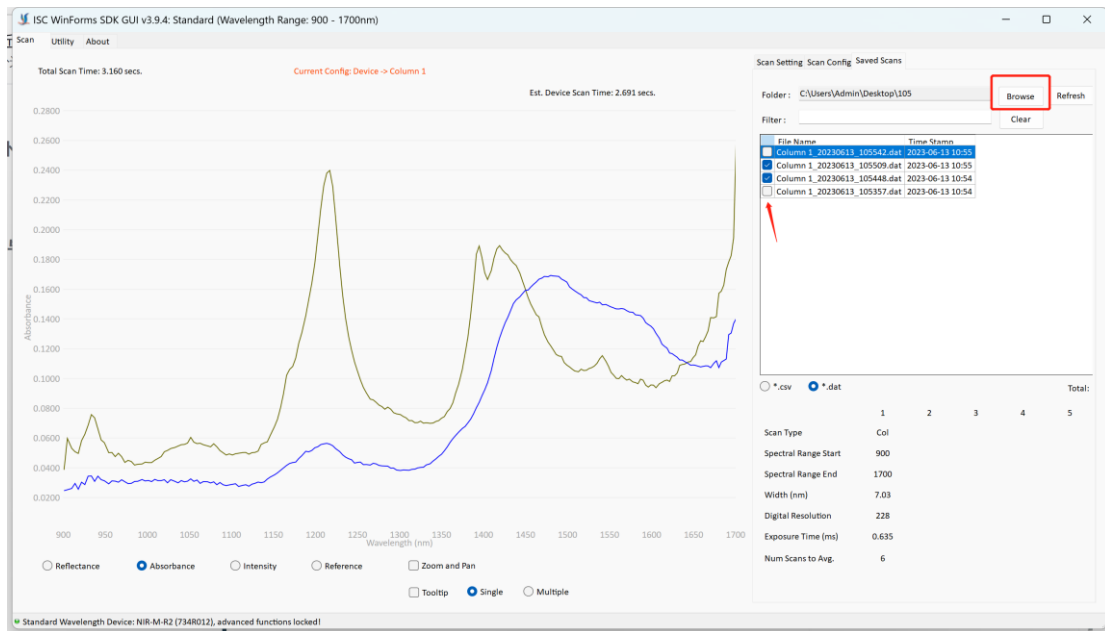 ISC WinForms SDK GUI v3.9.4: Standard (Wavelength Range: 900 - 1700nm)
Scan Utility About
Total Scan Time: 3.160 secs.
Current Config: Device -> Column 1
Est. Device Scan Time: 2.691 secs.
0.2800
0.2600
0.2400
0.2200
0.2000
0.1800
0.1600
0.1400
0.1200
0.1000
0.0800
0.0600
0.0400
0.0200
Absorbance
900 950 1000 1050 1100 1150 1200 1250 1300 1350 1400 1450 1500 1550 1600 1650 1700
Wavelength (nm)
Reflectance Absorbance Intensity Reference Zoom and Pan
Tooltip Single Multiple
Scan Setting Scan Config Saved Scans
Folder : C:\Users\Admin\Desktop\105 Browse Refresh
Filter : Clear
File Name Time Stamp
Column 1_20230613_105542.dat 2023-06-13 10:55
Column 1_20230613_105509.dat 2023-06-13 10:55
Column 1_20230613_105448.dat 2023-06-13 10:54
Column 1_20230613_105357.dat 2023-06-13 10:54
*.csv *.dat Total:
1 2 3 4 5
Scan Type Col
Spectral Range Start 900
Spectral Range End 1700
Width (nm) 7.03
Digital Resolution 228
Exposure Time (ms) 0.635
Num Scans to Avg. 6
Standard Wavelength Device: NIR-M-R2 (734R012), advanced functions locked!